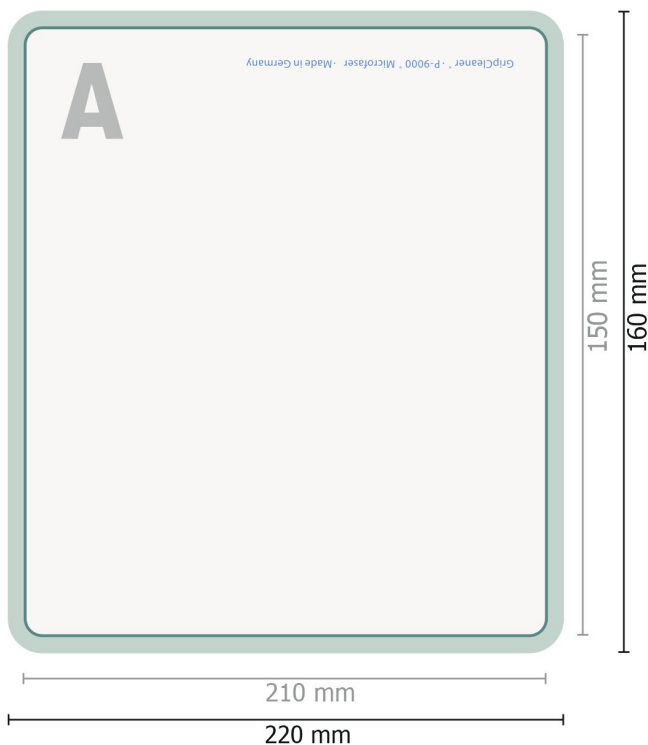 GripCleaner ° · P-9000 ° Microfaser · Made in Germany
A
150 mm
160 mm
210 mm
220 mm